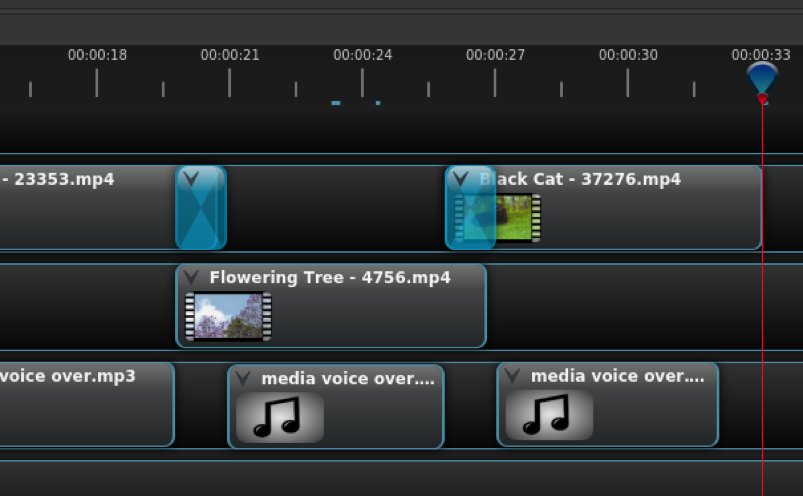 00:00:18 00:00:21 00:00:24 00:00:27 00:00:30 00:00:33
- 23353.mp4 Black Cat - 37276.mp4
Flowering Tree - 4756.mp4
voice over.mp3 media voice over.... media voice over....